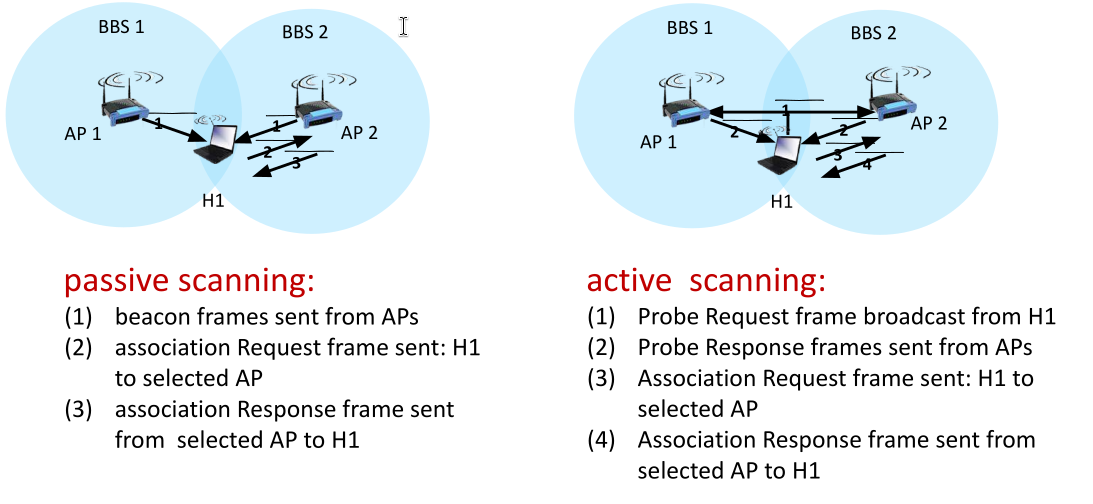 BBS 1
BBS 2
AP 1
1
1
2
3
AP 2
H1
passive scanning:
(1) beacon frames sent from APs
(2) association Request frame sent: H1
to selected AP
(3) association Response frame sent
from selected AP to H1
BBS 1
BBS 2
AP 1
1
2
2
3
4
AP 2
H1
active scanning:
(1) Probe Request frame broadcast from H1
(2) Probe Response frames sent from APs
(3) Association Request frame sent: H1 to
selected AP
(4) Association Response frame sent from
selected AP to H1